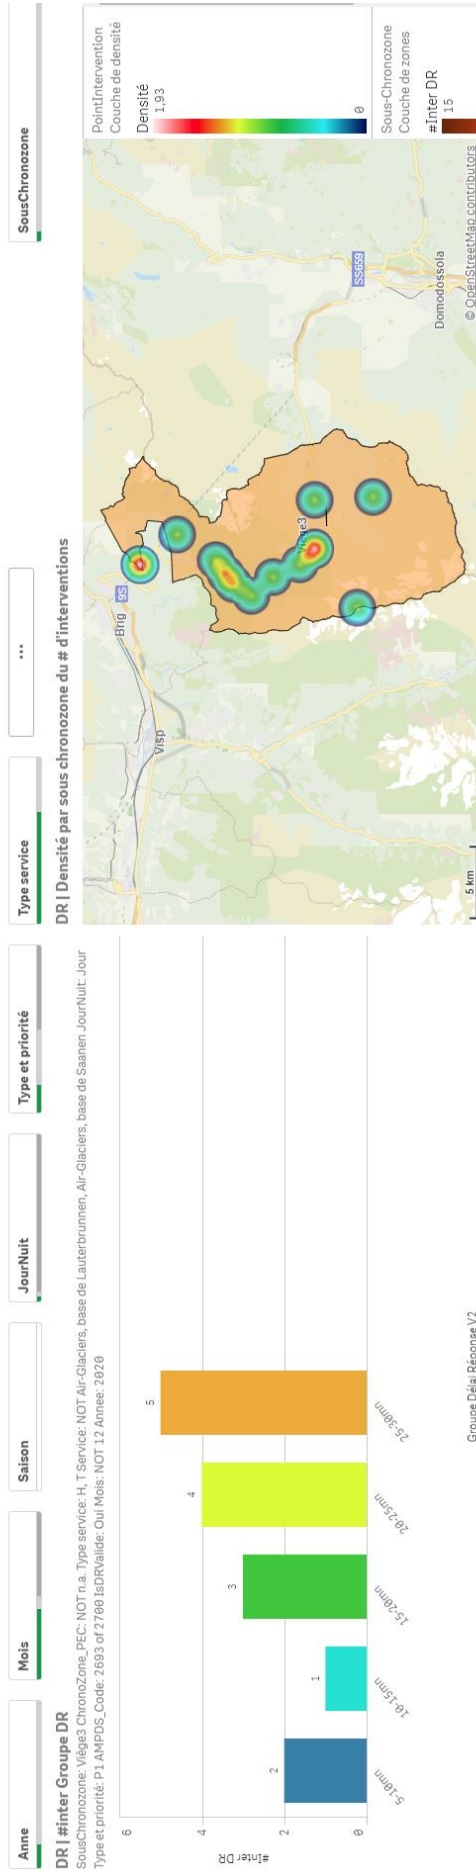 Anne
Mois
Saison
JourNuit
Type et priorité
Type service
...
SousChronozone
DR | #inter Groupe DR
SousChronozone: Viège3 ChronoZone_PEC: NOT n.a. Type service: H, T Service: NOT Air-Glaciers, base de Lauterbrunnen, Air-Glaciers, base de Saanen JourNuit: Jour
Type et priorité: P1 AMPDS_Code: 2693 of 2700 IsDRValide: Oui Mois: NOT 12 Annee: 2020
#Inter DR
6
4
2
0
2
1
3
4
5
5-10mn
10-15mn
15-20mn
20-25mn
25-30mn
Groupe Délai Réponse V2
DR | Densité par sous chronozone du # d'interventions
Brig
9S
Visp
Viège3
SS659
Domodossola
5 km
© OpenStreetMap contributors
PointIntervention
Couche de densité
Densité
1,93
0
Sous-Chronozone
Couche de zones
#Inter DR
15